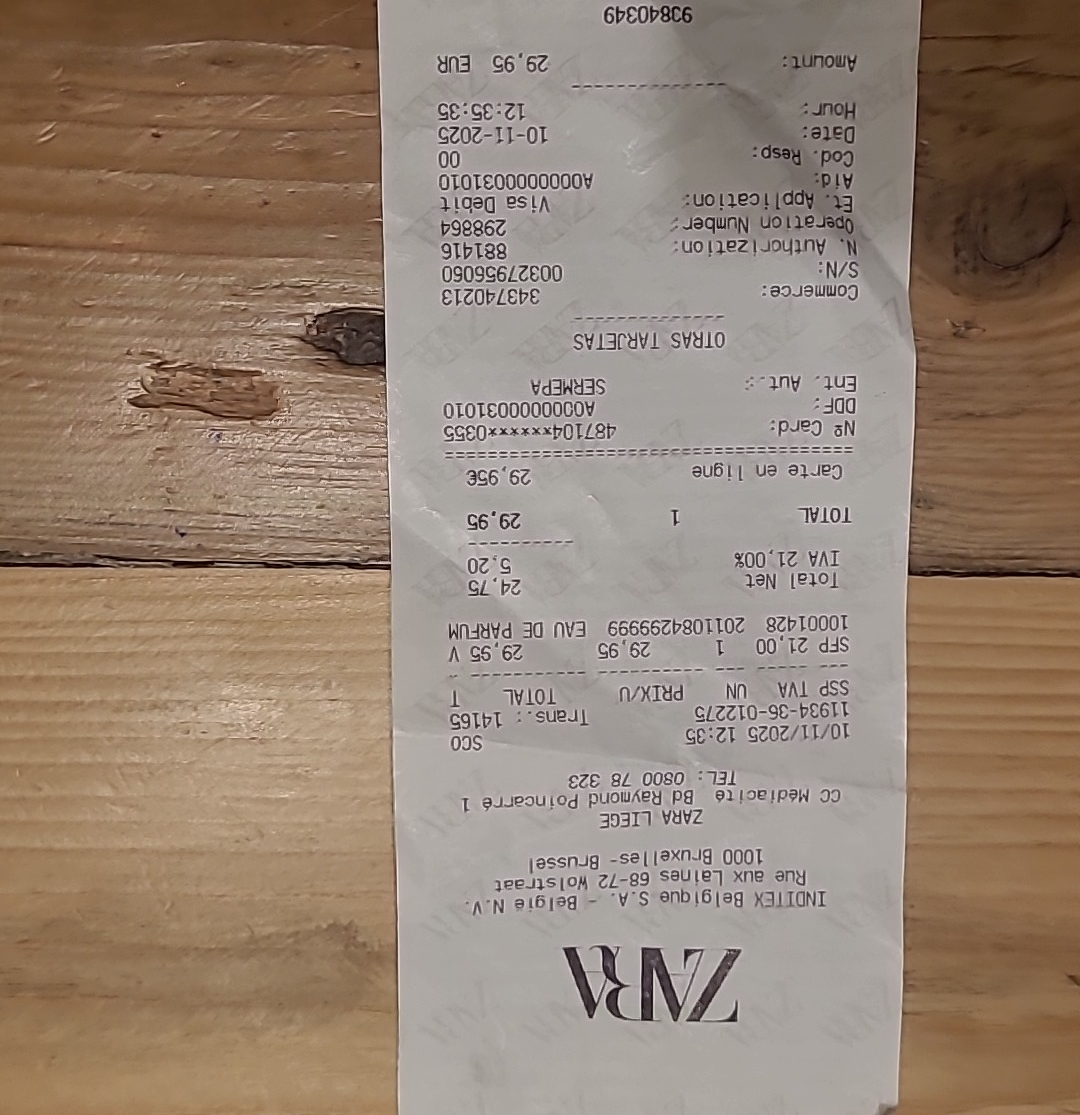 ZARA
INDITEX Belgique S.A. - België N.V.
Rue aux Laines 68-72 Wolstraat
1000 Bruxelles- Brussel
ZARA LIEGE
CC Médiacité Bd Raymond Poincarré 1
TEL: 0800 78 323
10/11/2025 12:35 SCO
11934-36-012275 Trans.: 14165
SSP TVA UN PRIX/U TOTAL T
SFP 21,00 1 29,95 29,95 V
10001428 20110842999999 EAU DE PARFUM
Total Net 24,75
IVA 21,00% 5,20
TOTAL 1 29,95
Carte en ligne 29,95€
Nº Card: 487104******0355
DDF: A0000000031010
Ent. Aut.: SERMEPA
OTRAS TARJETAS
Commerce: 343740213
S/N: 00327956060
N. Authorization: 881416
Operation Number: 298864
Et. Application: Visa Debit
Aid: A0000000031010
Cod. Resp: 00
Date: 10-11-2025
Hour: 12:35:35
Amount: 29,95 EUR
93840349